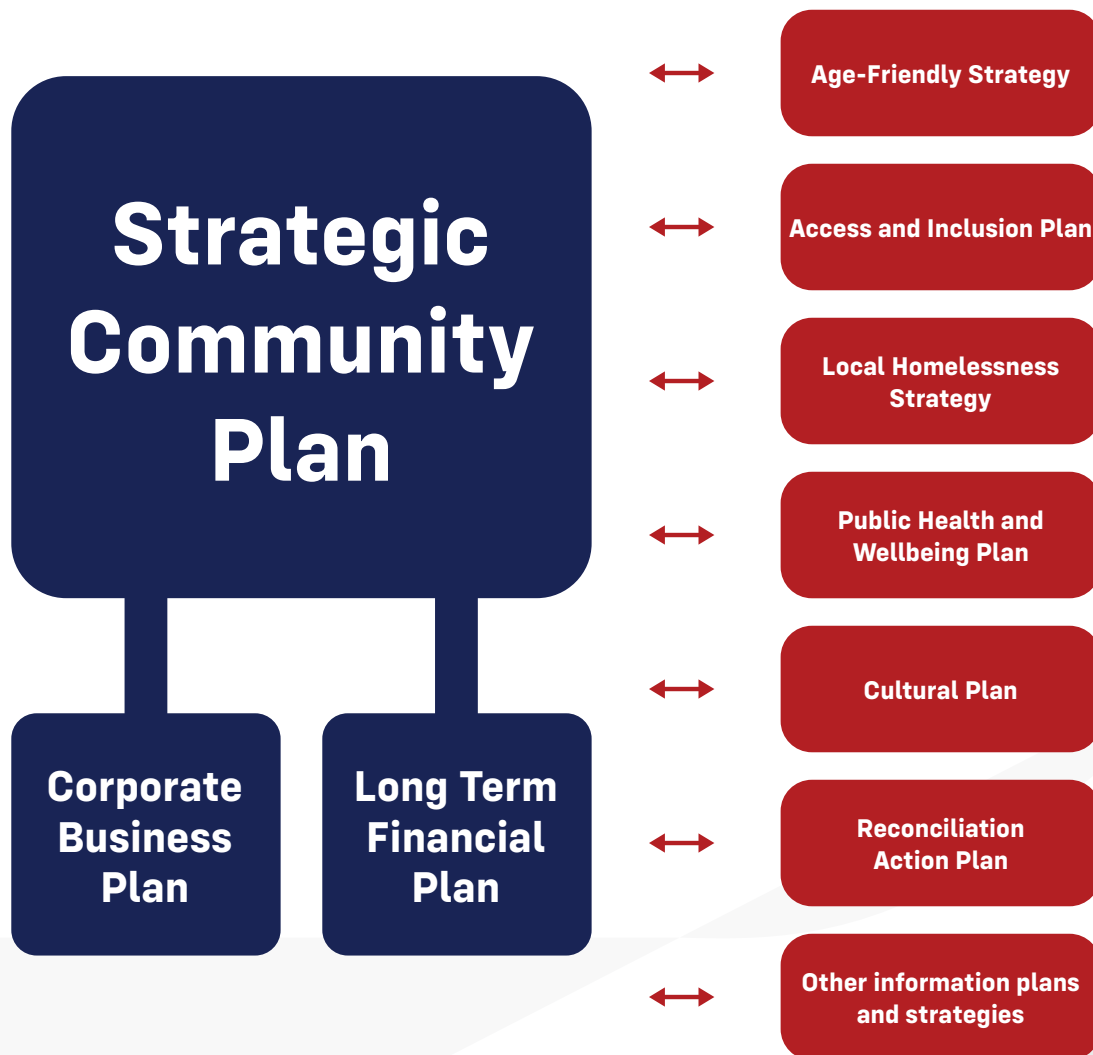 Strategic
Community
Plan
Corporate
Business
Plan
Long Term
Financial
Plan
Age-Friendly Strategy
Access and Inclusion Plan
Local Homelessness
Strategy
Public Health and
Wellbeing Plan
Cultural Plan
Reconciliation
Action Plan
Other information plans
and strategies